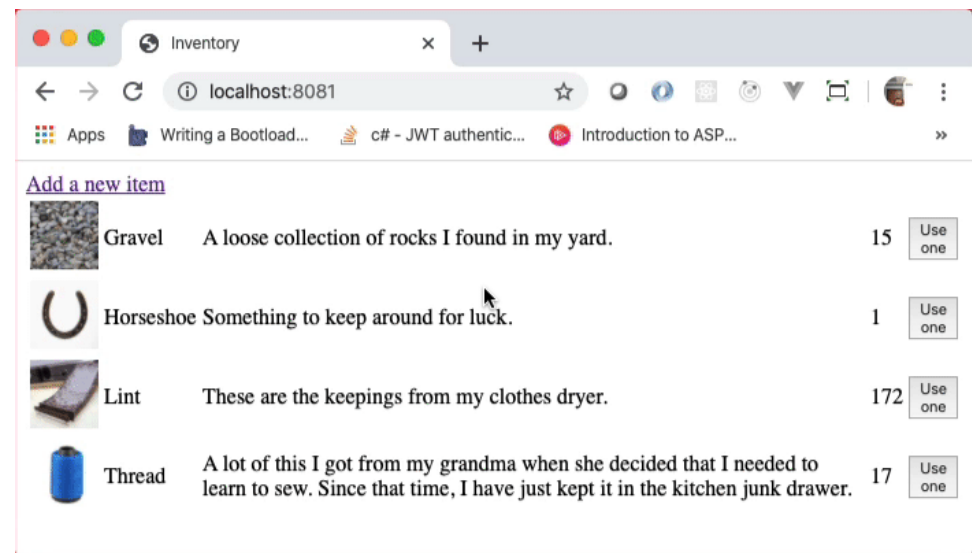 Inventory
localhost:8081
Apps Writing a Bootload... c# - JWT authentic... Introduction to ASP...
Add a new item
Gravel A loose collection of rocks I found in my yard. 15 Use one
Horseshoe Something to keep around for luck. 1 Use one
Lint These are the keepings from my clothes dryer. 172 Use one
Thread A lot of this I got from my grandma when she decided that I needed to
learn to sew. Since that time, I have just kept it in the kitchen junk drawer. 17 Use one